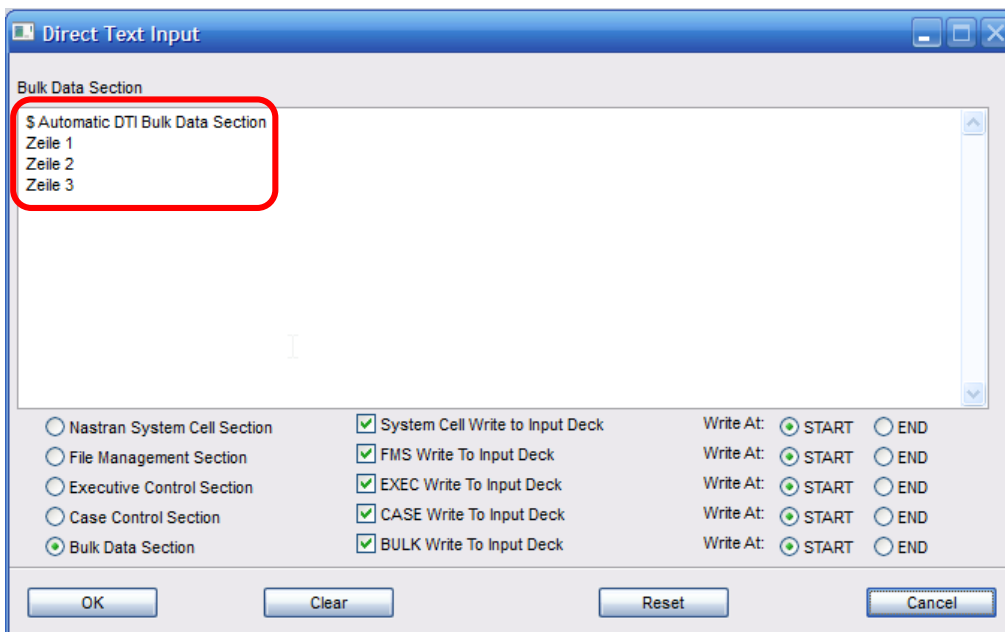 Direct Text Input
Bulk Data Section
$ Automatic DTI Bulk Data Section
Zeile 1
Zeile 2
Zeile 3
Nastran System Cell Section System Cell Write to Input Deck Write At: START END
File Management Section FMS Write To Input Deck Write At: START END
Executive Control Section EXEC Write To Input Deck Write At: START END
Case Control Section CASE Write To Input Deck Write At: START END
Bulk Data Section BULK Write To Input Deck Write At: START END
OK Clear Reset Cancel